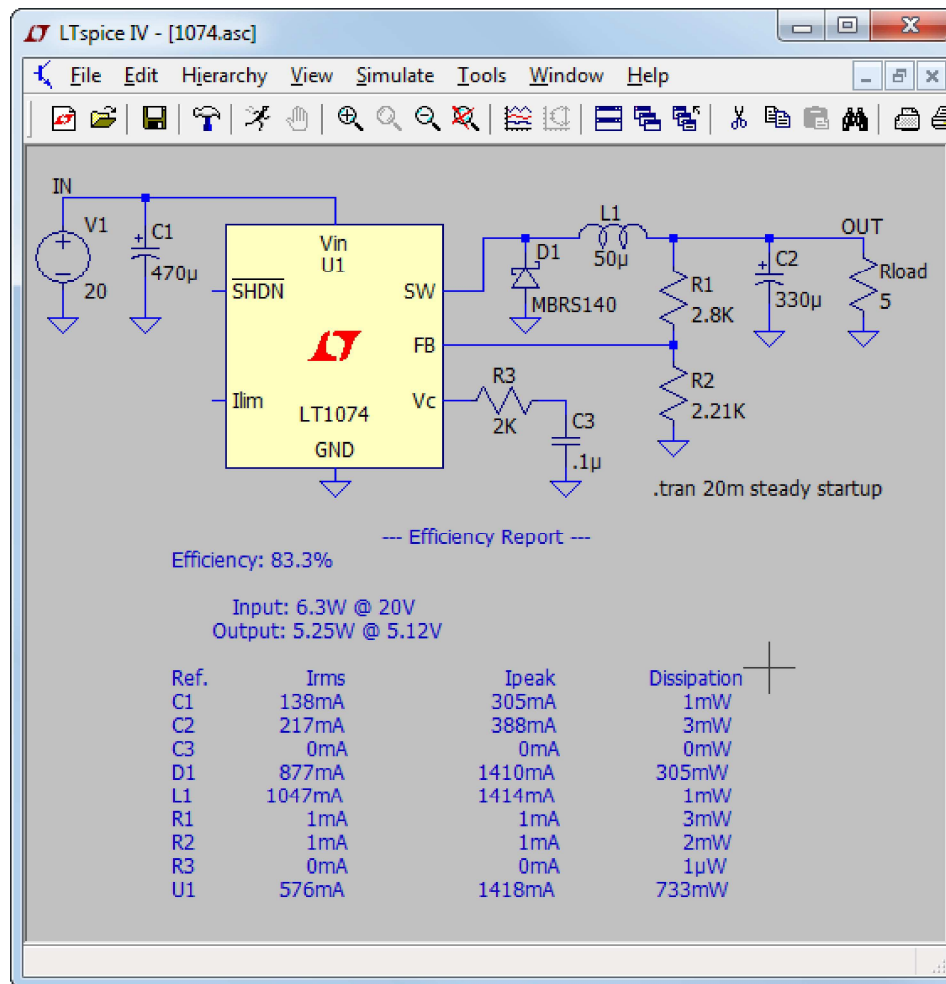 LTspice IV - [1074.asc]
File Edit Hierarchy View Simulate Tools Window Help
IN
V1
20
C1
470µ
Vin
U1
SHDN
SW
FB
Ilim
Vc
LT1074
GND
D1
MBRS140
L1
50µ
OUT
R1
2.8K
C2
330µ
Rload
5
R2
2.21K
R3
2K
C3
.1µ
.tran 20m steady startup
--- Efficiency Report ---
Efficiency: 83.3%
Input: 6.3W @ 20V
Output: 5.25W @ 5.12V
Ref. Irms Ipeak Dissipation
C1 138mA 305mA 1mW
C2 217mA 388mA 3mW
C3 0mA 0mA 0mW
D1 877mA 1410mA 305mW
L1 1047mA 1414mA 1mW
R1 1mA 1mA 3mW
R2 1mA 1mA 2mW
R3 0mA 0mA 1µW
U1 576mA 1418mA 733mW